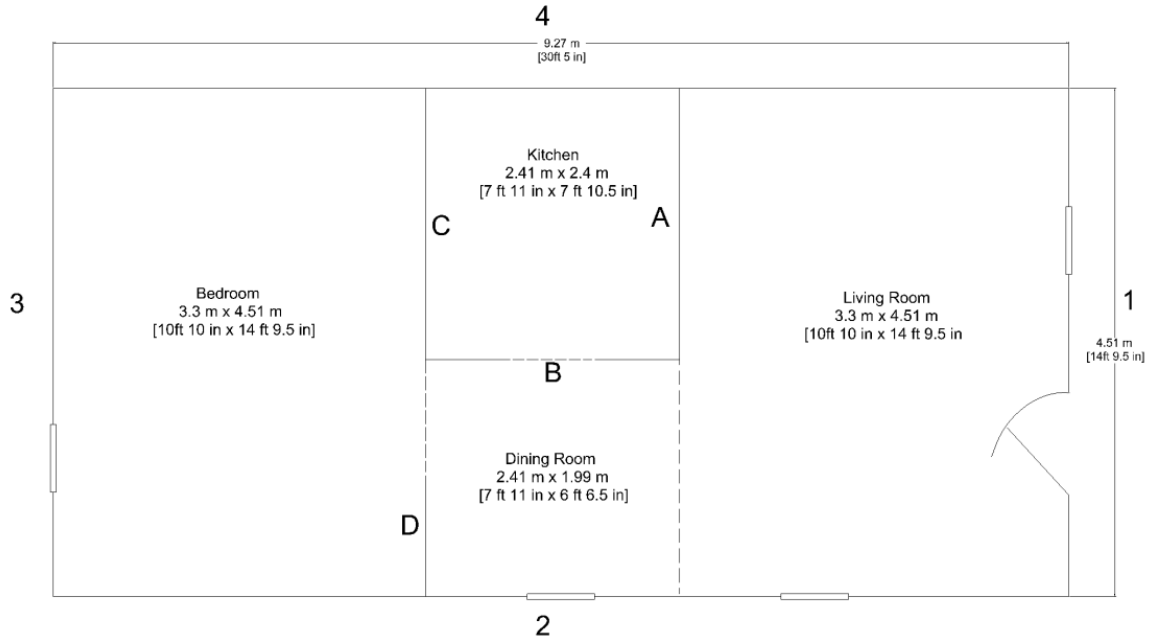 4
9.27 m
[30ft 5 in]
Kitchen
2.41 m x 2.4 m
[7 ft 11 in x 7 ft 10.5 in]
C
A
Bedroom
3.3 m x 4.51 m
[10ft 10 in x 14 ft 9.5 in]
3
Living Room
3.3 m x 4.51 m
[10ft 10 in x 14 ft 9.5 in
1
4.51 m
[14ft 9.5 in]
B
Dining Room
2.41 m x 1.99 m
[7 ft 11 in x 6 ft 6.5 in]
D
2